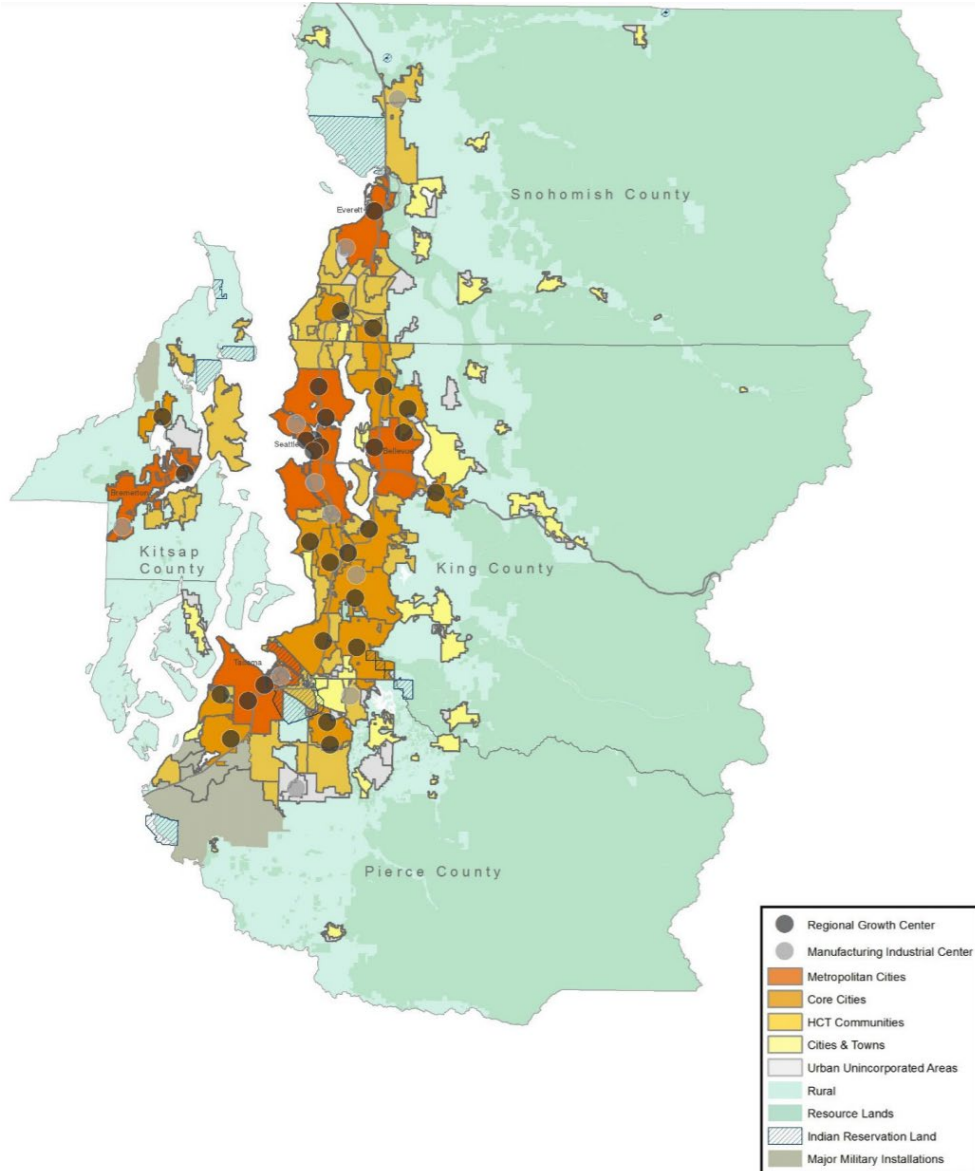 Snohomish County
Everett
Seattle
Bellevue
Bremerton
Kitsap
County
King County
Tacoma
Pierce County
Regional Growth Center
Manufacturing Industrial Center
Metropolitan Cities
Core Cities
HCT Communities
Cities & Towns
Urban Unincorporated Areas
Rural
Resource Lands
Indian Reservation Land
Major Military Installations